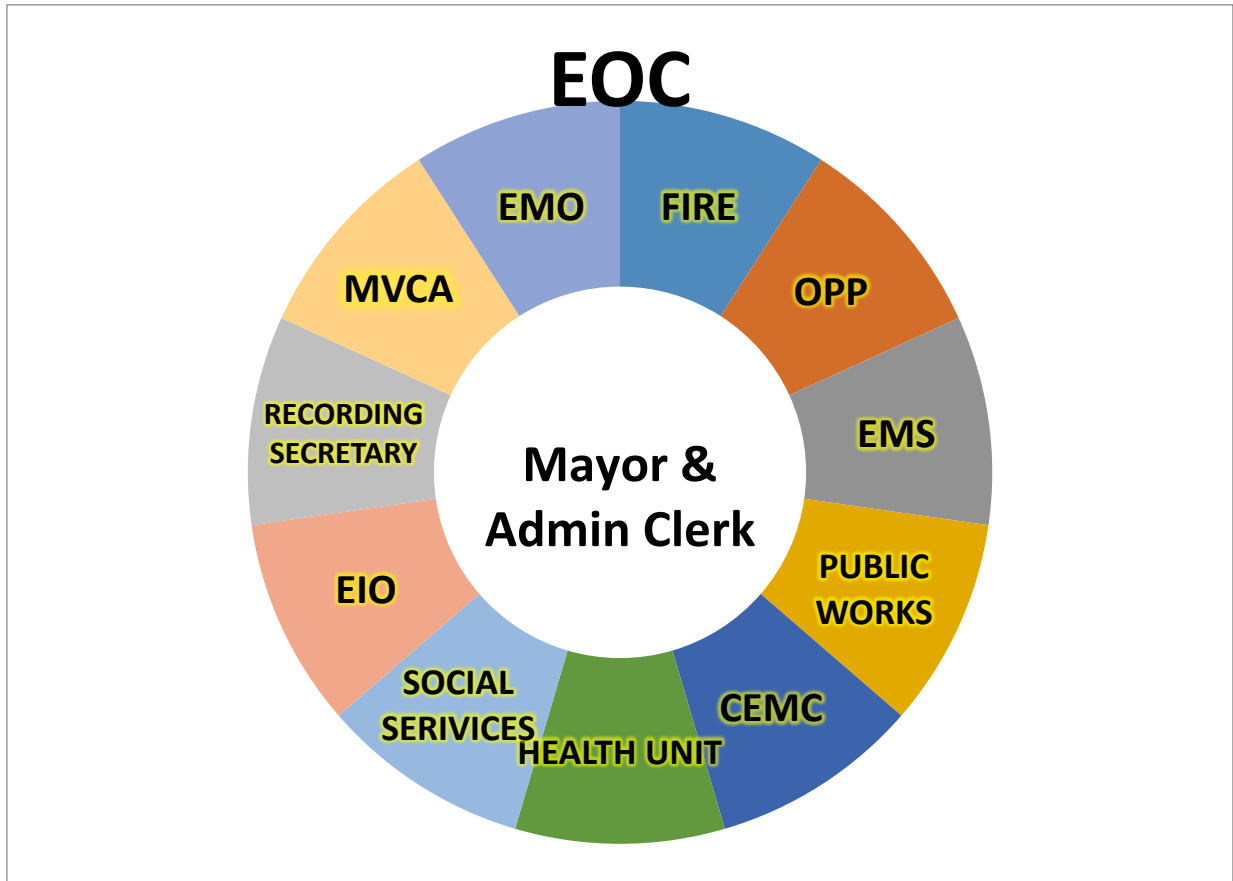 EOC
EMO
FIRE
MVCA
OPP
RECORDING
SECRETARY
EMS
Mayor &
Admin Clerk
EIO
PUBLIC
WORKS
SOCIAL
SERIVICES
CEMC
HEALTH UNIT